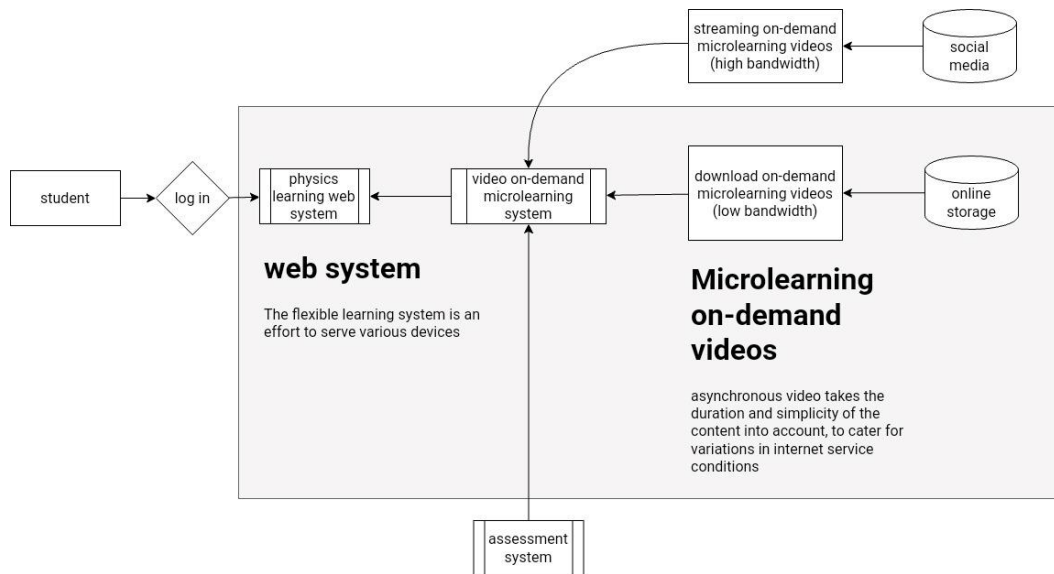 streaming on-demand
microlearning videos
(high bandwidth)
social
media
student
log in
physics
learning web
system
video on-demand
microlearning
system
download on-demand
microlearning videos
(low bandwidth)
online
storage
web system
The flexible learning system is an
effort to serve various devices
Microlearning
on-demand
videos
asynchronous video takes the
duration and simplicity of the
content into account, to cater for
variations in internet service
conditions
assessment
system